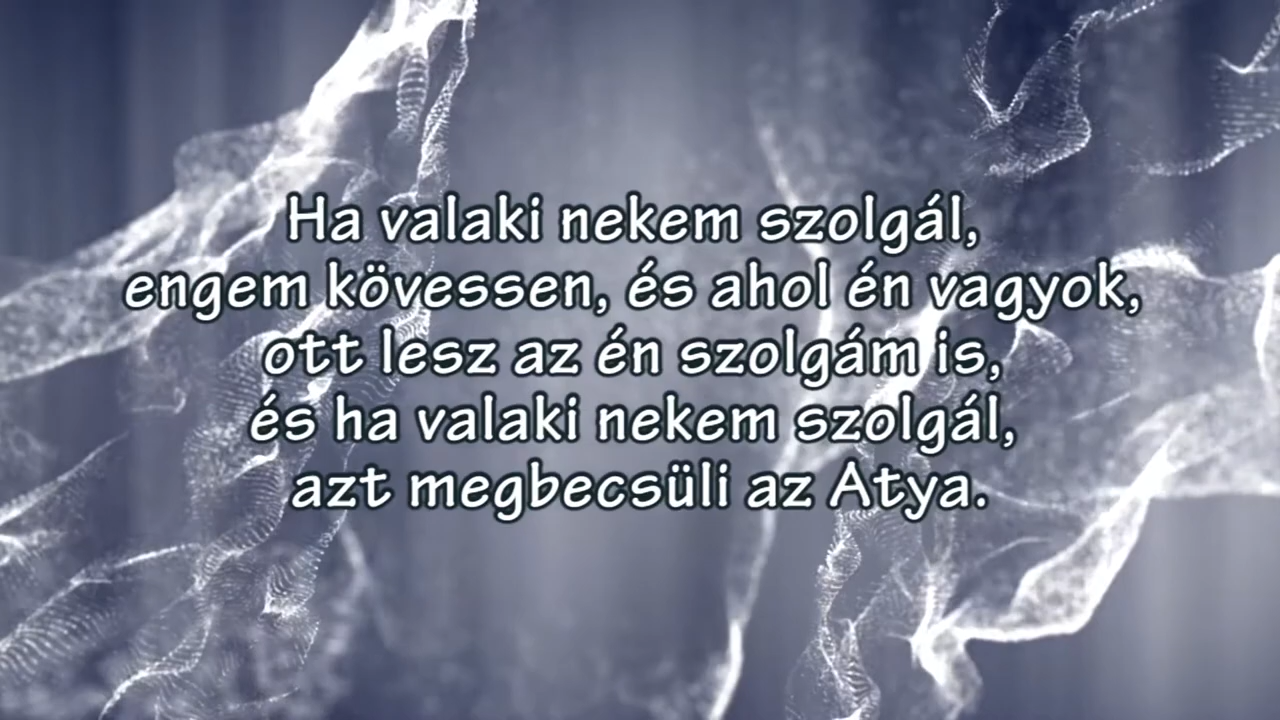 Ha valaki nekem szolgál,
engem kövessen, és ahol én vagyok,
ott lesz az én szolgám is,
és ha valaki nekem szolgál,
azt megbecsüli az Atya.